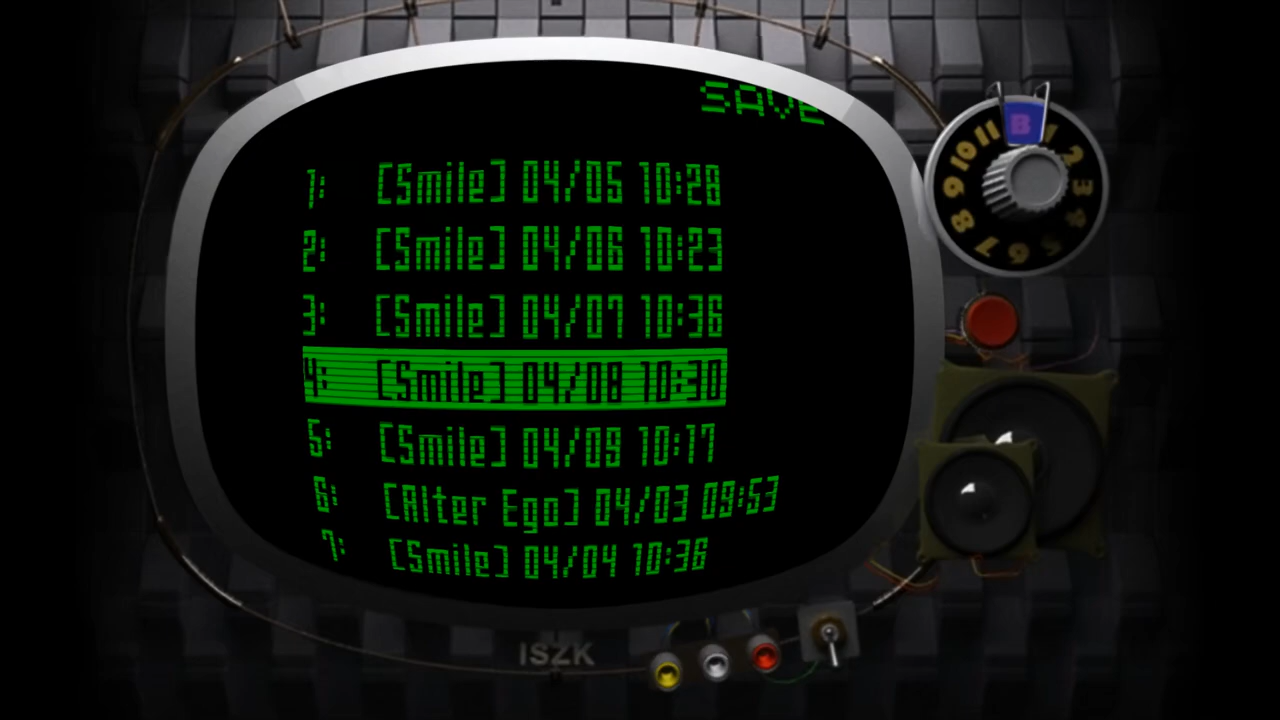 SAVE
1: [Smile] 04/05 10:28
2: [Smile] 04/06 10:23
3: [Smile] 04/07 10:36
4: [Smile] 04/08 10:30
5: [Smile] 04/09 10:17
6: [Alter Ego] 04/03 09:53
7: [Smile] 04/04 10:36
B 1 2 3 4 5 6 7 8 9 10 11
ISZK